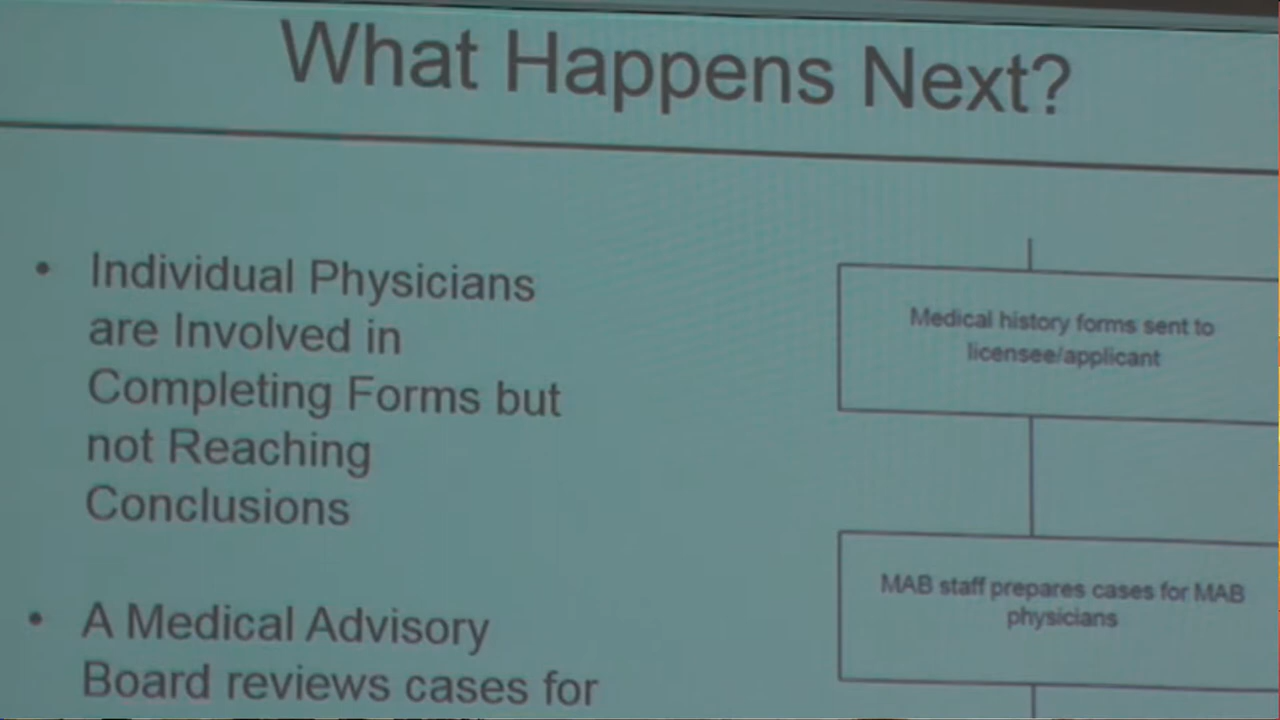 What Happens Next?
• Individual Physicians
are Involved in
Completing Forms but
not Reaching
Conclusions
• A Medical Advisory
Board reviews cases for
Medical history forms sent to
licensee/applicant
MAB staff prepares cases for MAB
physicians